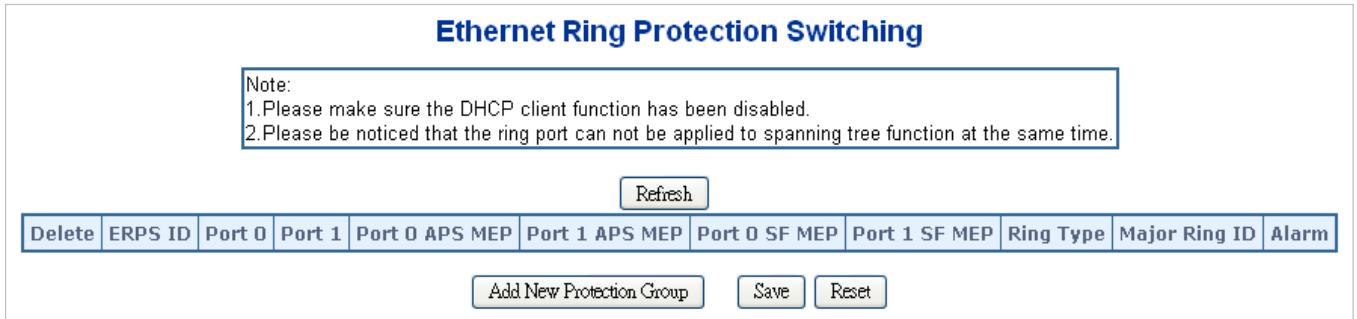 Ethernet Ring Protection Switching
Note:
1.Please make sure the DHCP client function has been disabled.
2.Please be noticed that the ring port can not be applied to spanning tree function at the same time.
Refresh
Delete ERPS ID Port 0 Port 1 Port 0 APS MEP Port 1 APS MEP Port 0 SF MEP Port 1 SF MEP Ring Type Major Ring ID Alarm
Add New Protection Group Save Reset